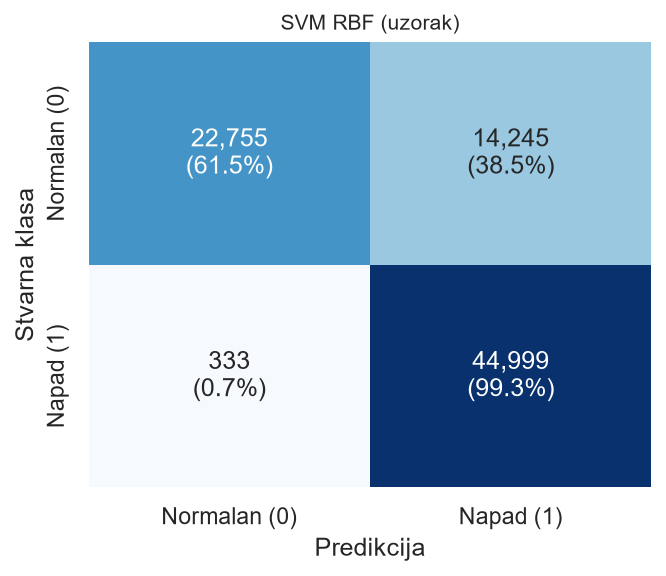 SVM RBF (uzorak)
Stvarna klasa
Normalan (0)
22,755
(61.5%)
14,245
(38.5%)
Napad (1)
333
(0.7%)
44,999
(99.3%)
Normalan (0)
Napad (1)
Predikcija